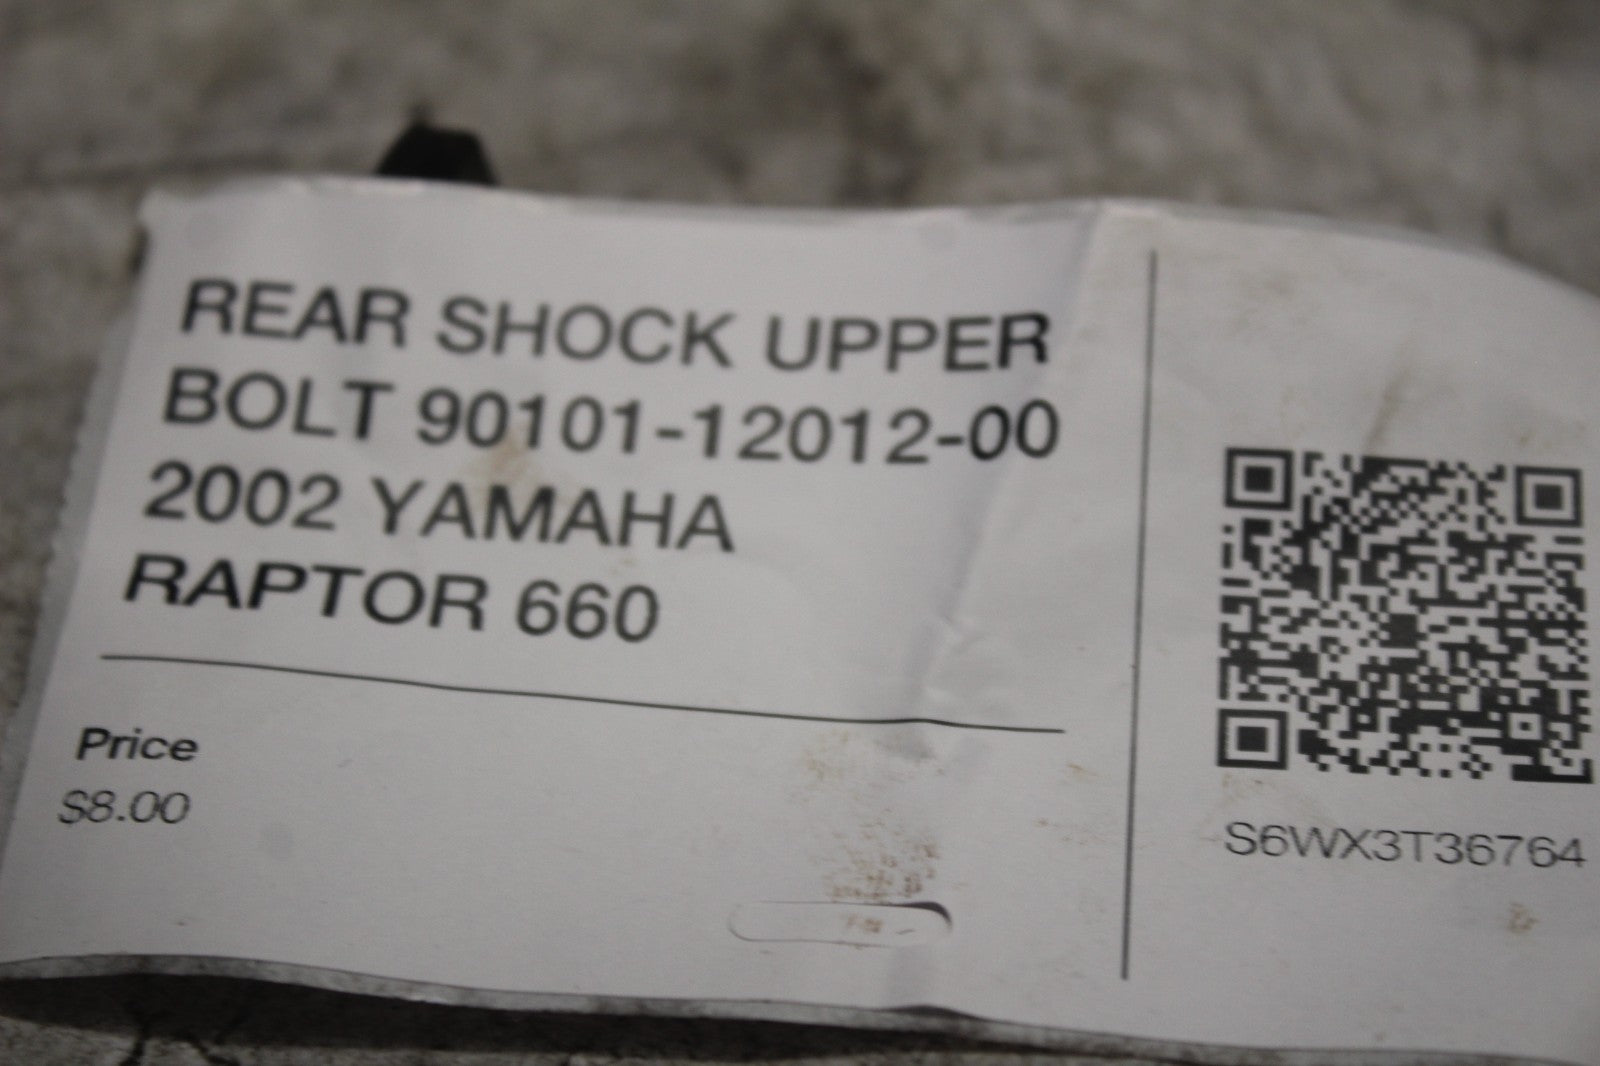 REAR SHOCK UPPER
BOLT 90101-12012-00
2002 YAMAHA
RAPTOR 660
Price
$8.00
S6WX3T36764